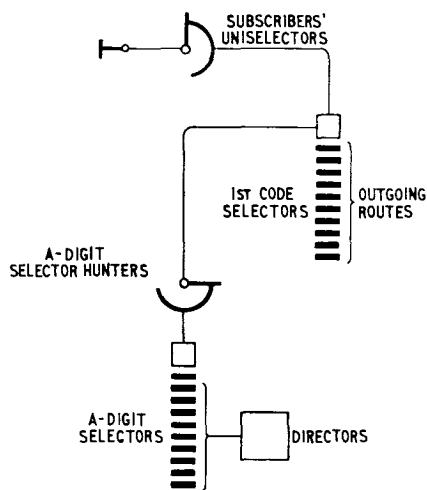 SUBSCRIBERS'
UNISELECTORS
1ST CODE
SELECTORS
OUTGOING
ROUTES
A-DIGIT
SELECTOR HUNTERS
A-DIGIT
SELECTORS
DIRECTORS